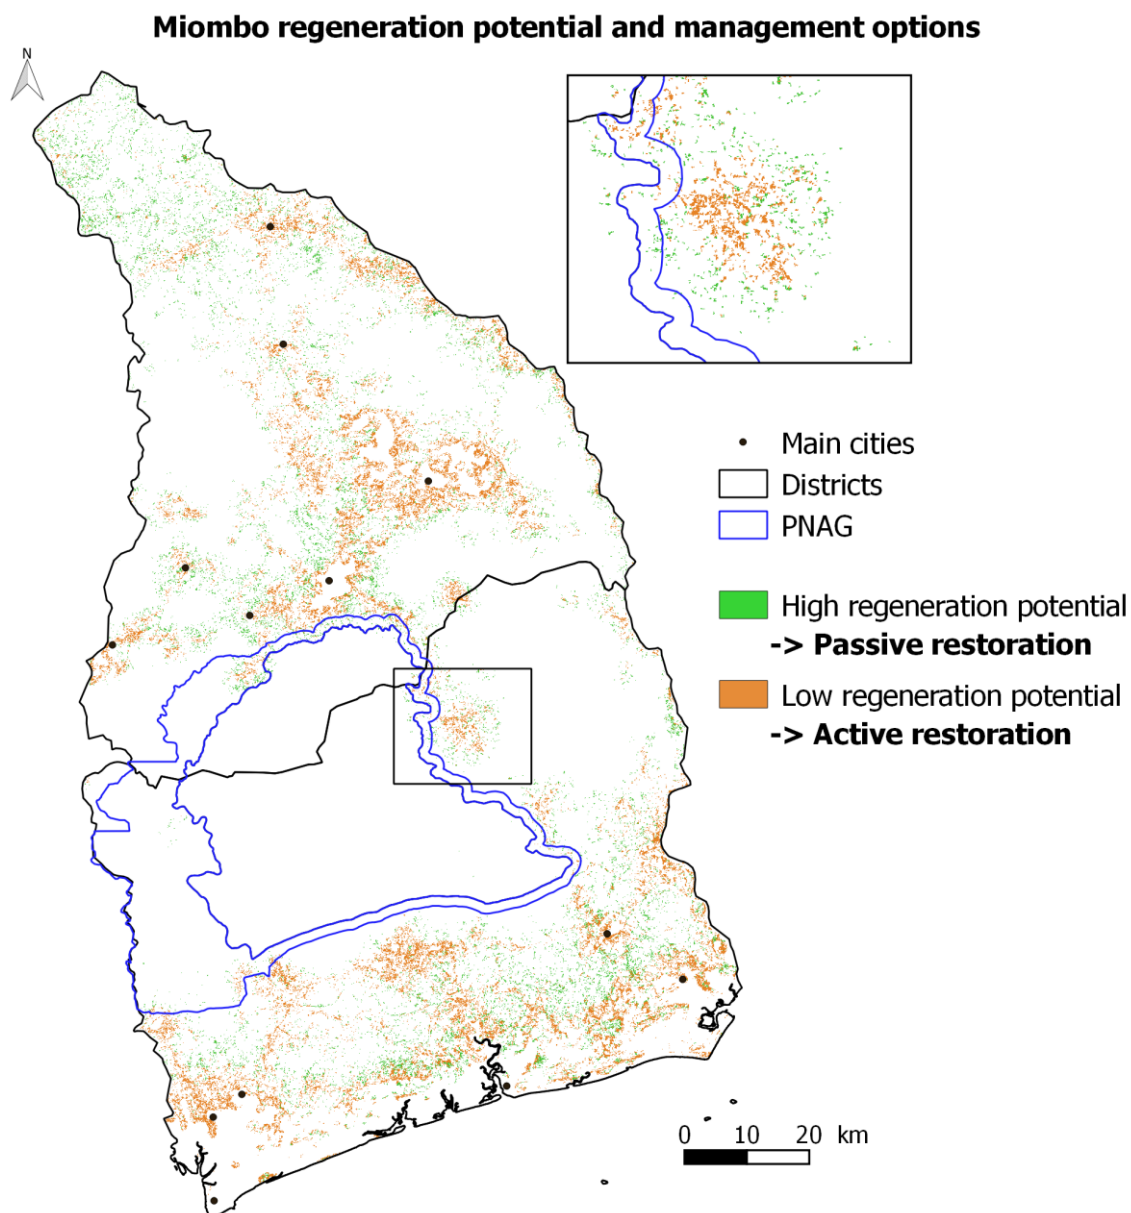 Miombo regeneration potential and management options
N
Main cities
Districts
PNAG
High regeneration potential
-> Passive restoration
Low regeneration potential
-> Active restoration
0 10 20 km